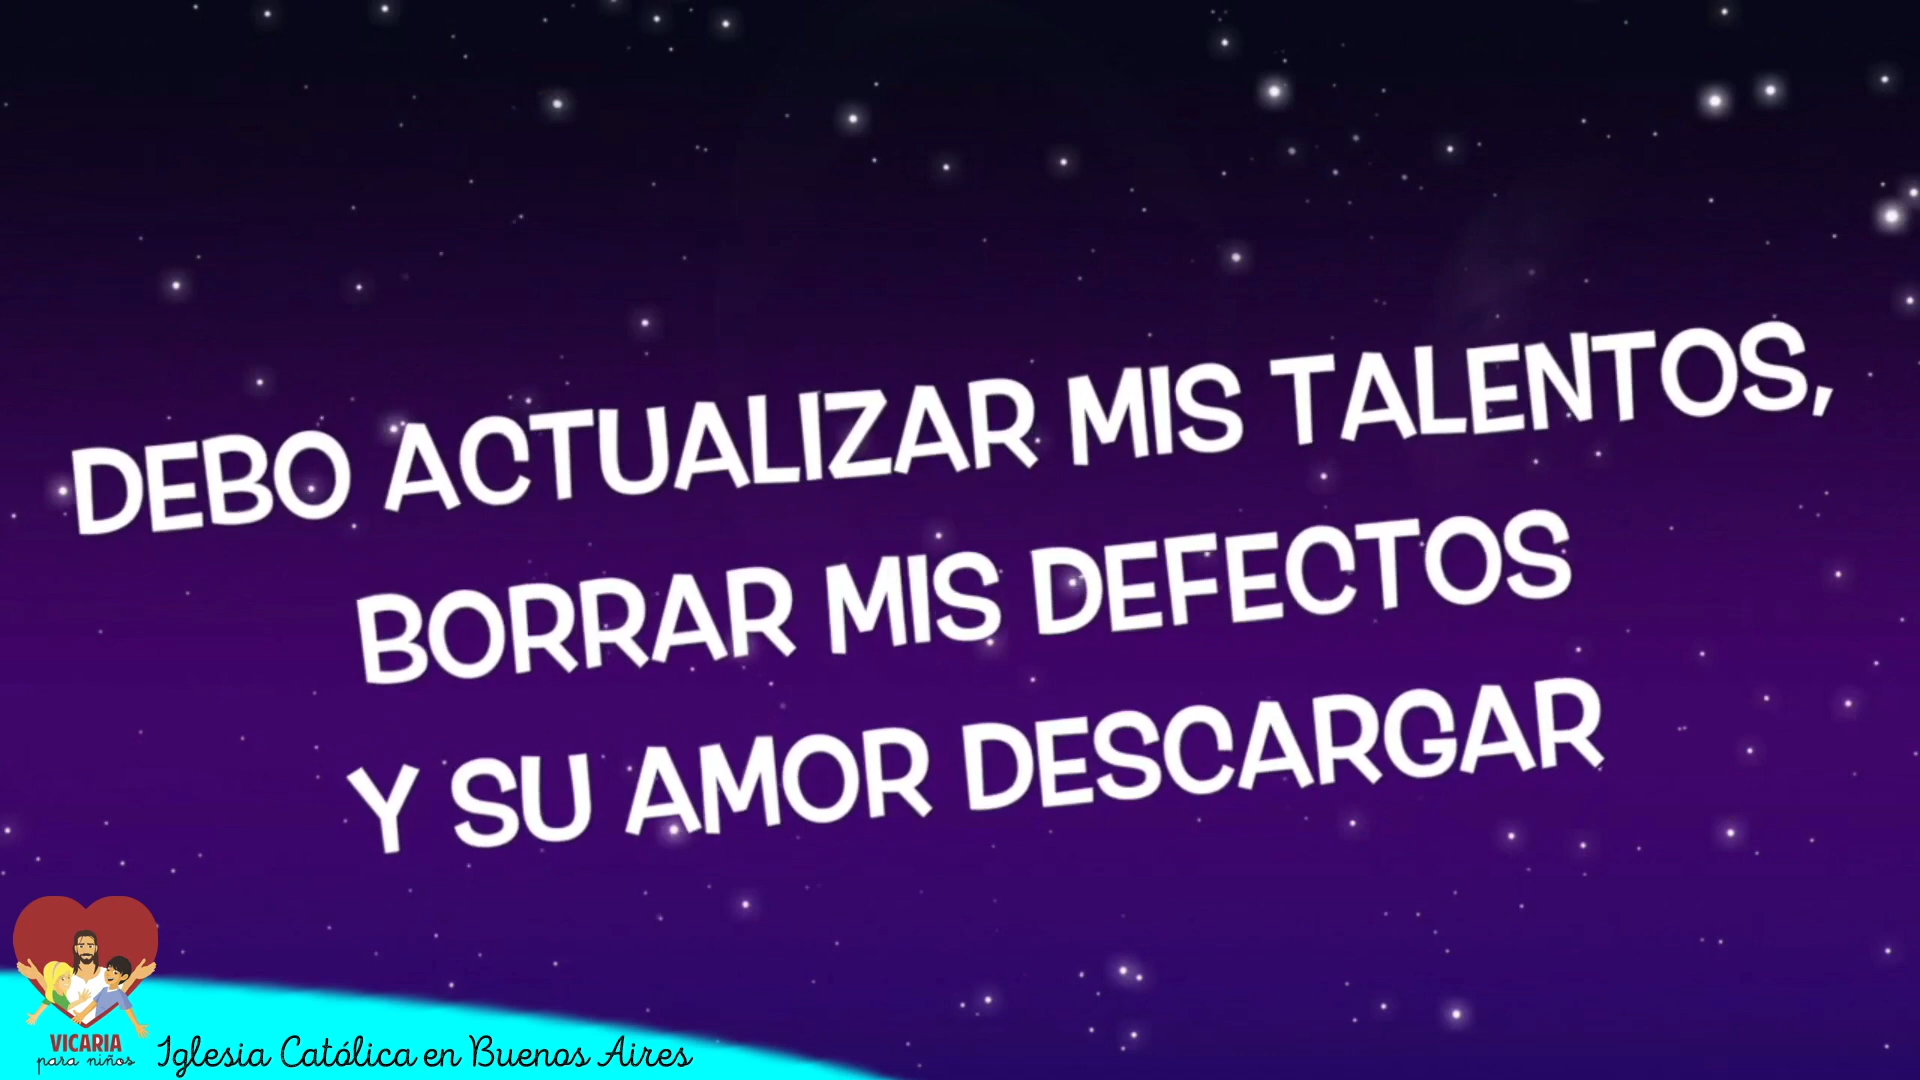 DEBO ACTUALIZAR MIS TALENTOS,
BORRAR MIS DEFECTOS
Y SU AMOR DESCARGAR
VICARIA
para niños
Iglesia Católica en Buenos Aires